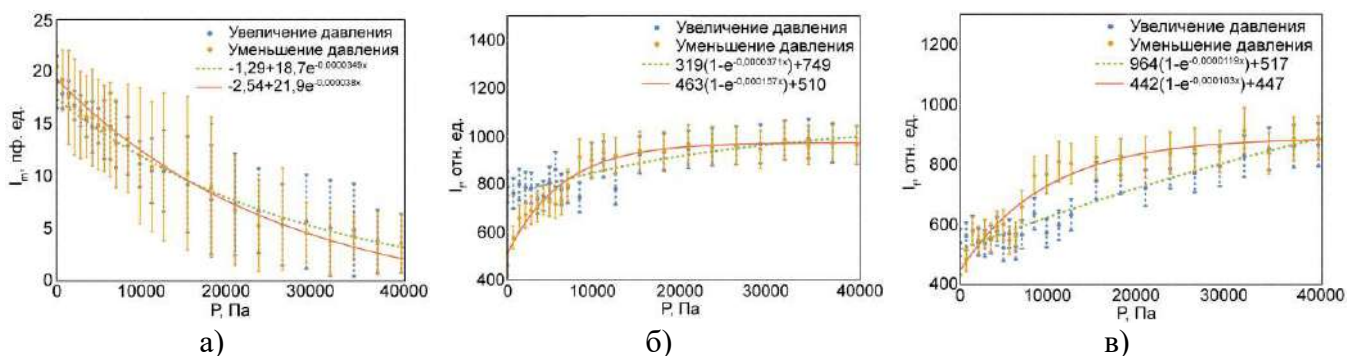 Увеличение давления
Уменьшение давления
-1,29+18,7e^-0,0000349x
-2,54+21,9e^-0,000038x
25
20
15
10
5
0
I_m, пф. ед.
0
10000
20000
30000
40000
P, Па
а)
Увеличение давления
Уменьшение давления
319(1-e^-0,0000371x)+749
463(1-e^-0,000157x)+510
1400
1200
1000
800
600
400
отн. ед.
0
10000
20000
30000
40000
P, Па
б)
Увеличение давления
Уменьшение давления
964(1-e^-0,0000119x)+517
442(1-e^-0,000103x)+447
1200
1000
800
600
400
отн. ед.
0
10000
20000
30000
40000
P, Па
в)